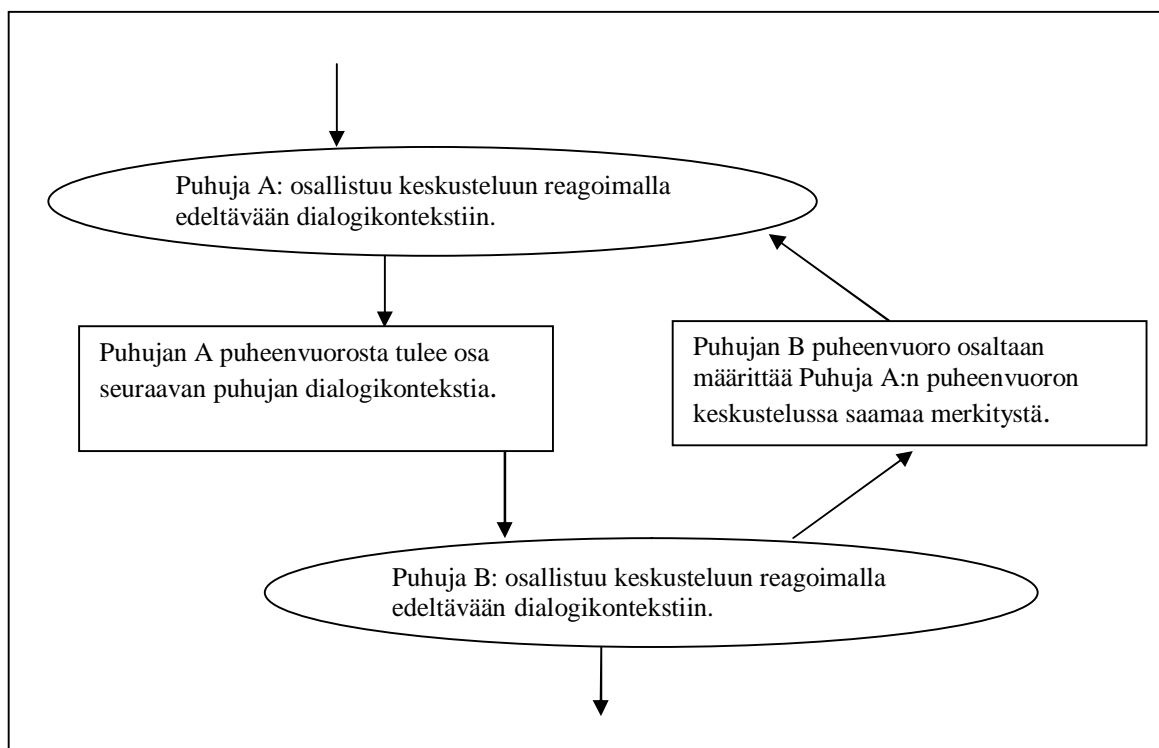 Puhuja A: osallistuu keskusteluun reagoimalla
edeltävään dialogikontekstiin.
Puhujan A puheenvuorosta tulee osa
seuraavan puhujan dialogikontekstia.
Puhujan B puheenvuoro osaltaan
määrittää Puhuja A:n puheenvuoron
keskustelussa saamaa merkitystä.
Puhuja B: osallistuu keskusteluun reagoimalla
edeltävään dialogikontekstiin.